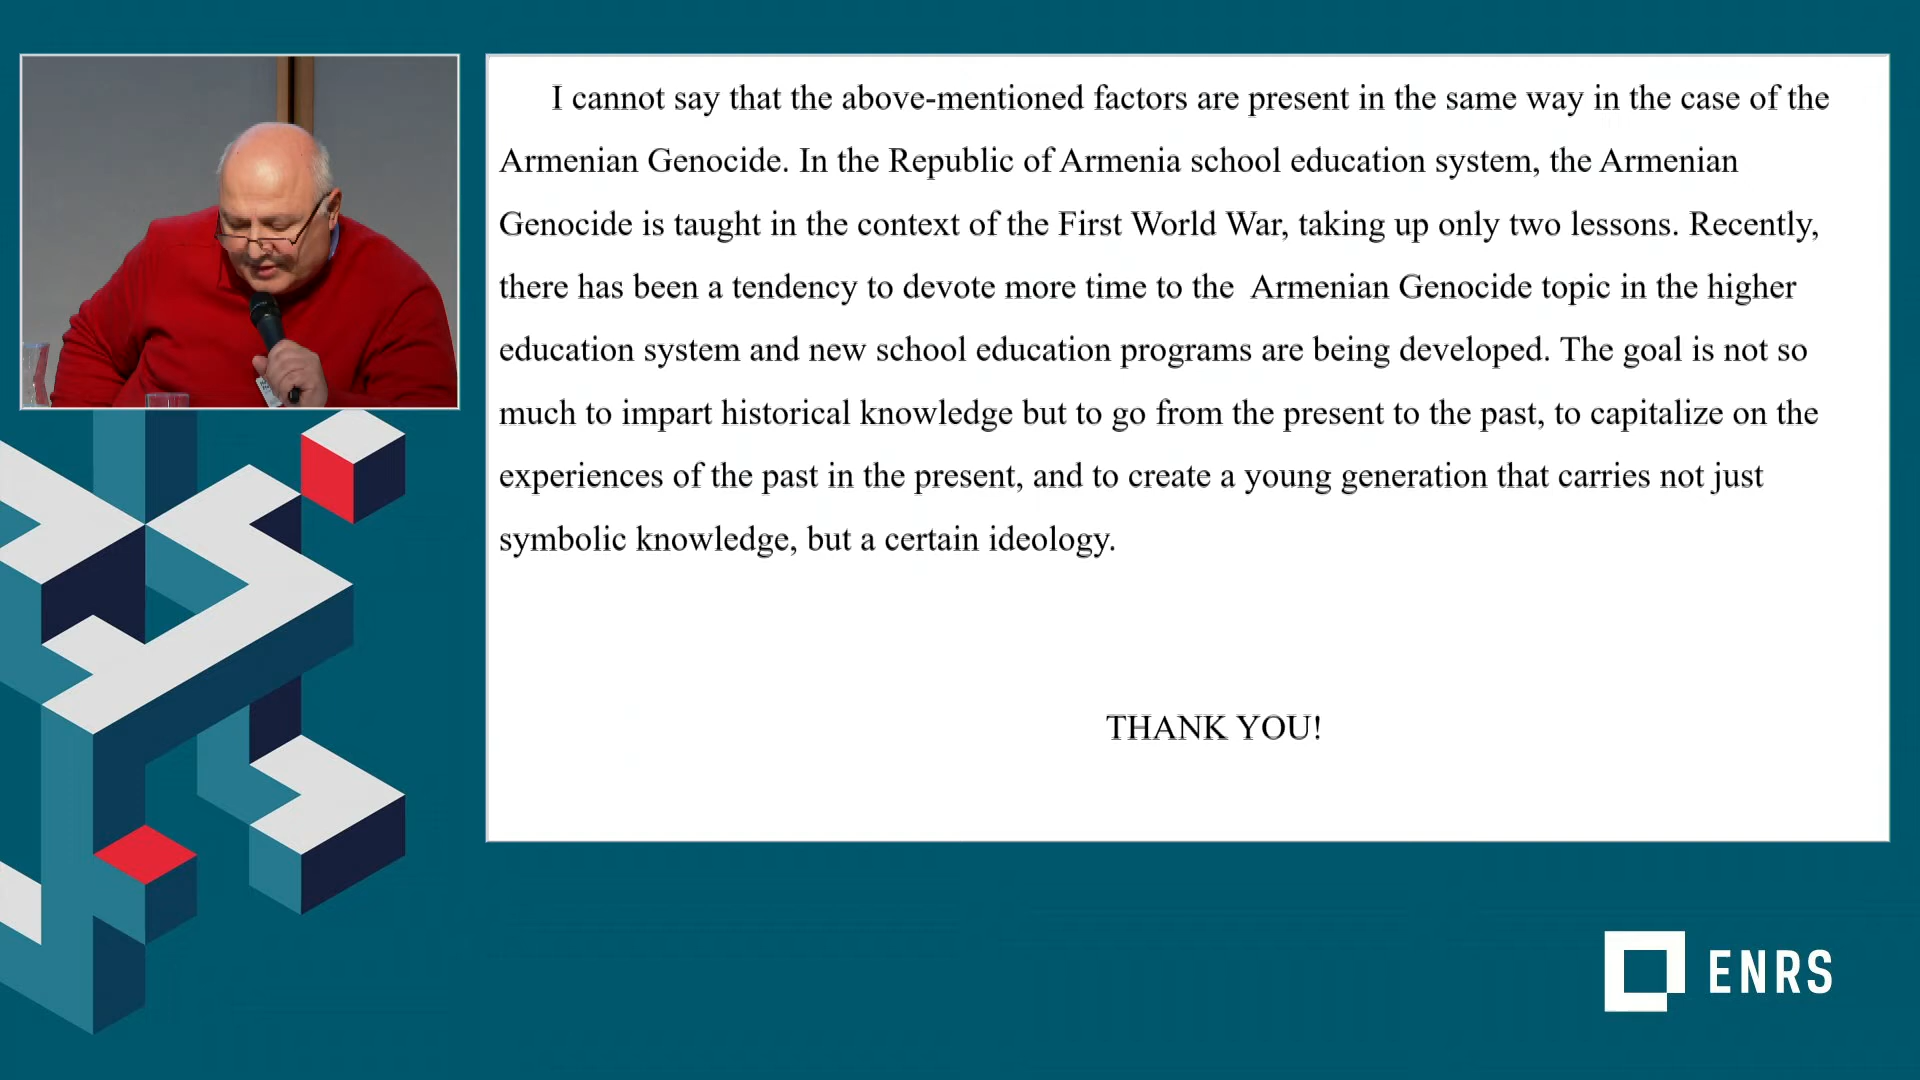 I cannot say that the above-mentioned factors are present in the same way in the case of the
Armenian Genocide. In the Republic of Armenia school education system, the Armenian
Genocide is taught in the context of the First World War, taking up only two lessons. Recently,
there has been a tendency to devote more time to the  Armenian Genocide topic in the higher
education system and new school education programs are being developed. The goal is not so
much to impart historical knowledge but to go from the present to the past, to capitalize on the
experiences of the past in the present, and to create a young generation that carries not just
symbolic knowledge, but a certain ideology.
THANK YOU!
ENRS